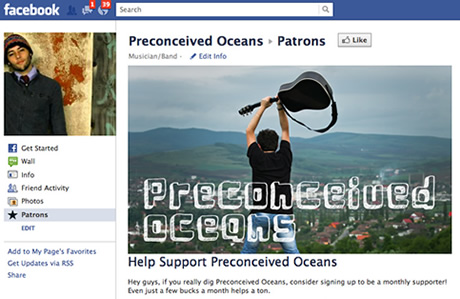 facebook
1
39
Search
Preconceived Oceans ▸ Patrons
Like
Musician/Band · Edit Info
Get Started
Wall
Info
Friend Activity
Photos
Patrons
EDIT
Add to My Page's Favorites
Get Updates via RSS
Share
Preconceived
oceans
Help Support Preconceived Oceans
Hey guys, if you really dig Preconceived Oceans, consider signing up to be a monthly supporter!
Even just a few bucks a month helps a ton.